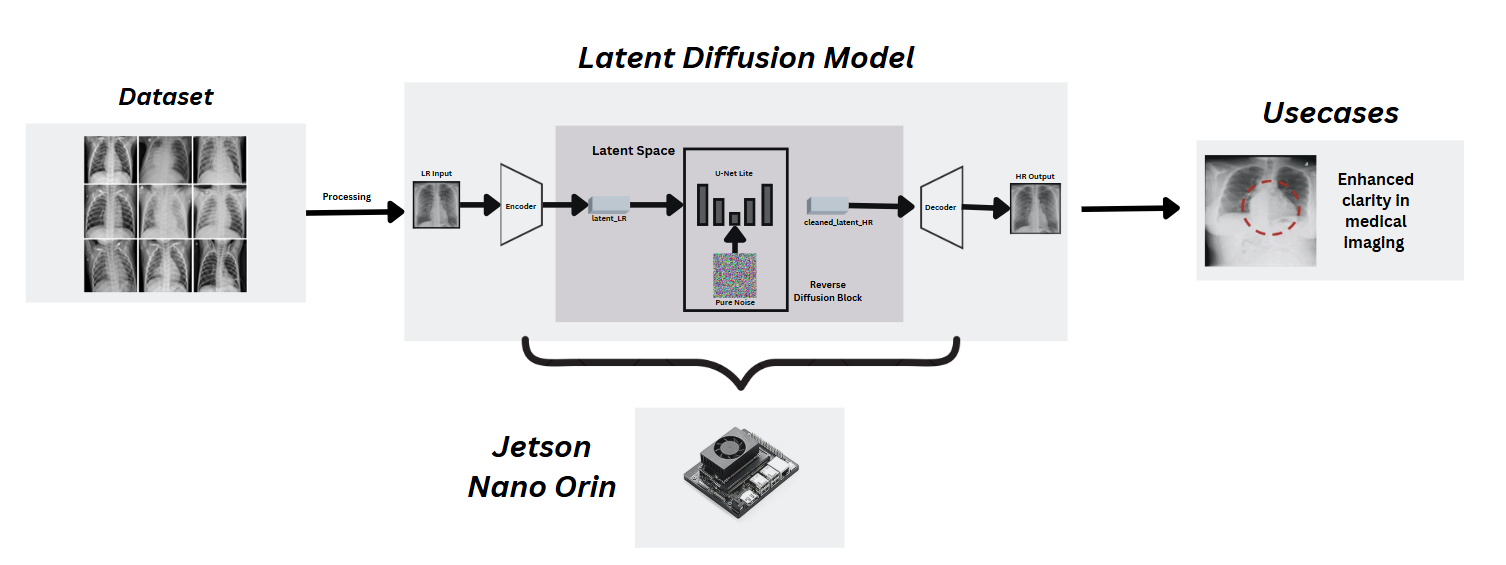 Latent Diffusion Model
Dataset
Usecases
Processing
LR Input
Encoder
Latent Space
latent_LR
U-Net Lite
Pure Noise
Reverse
Diffusion Block
cleaned_latent_HR
Decoder
HR Output
Enhanced
clarity in
medical
imaging
Jetson
Nano Orin